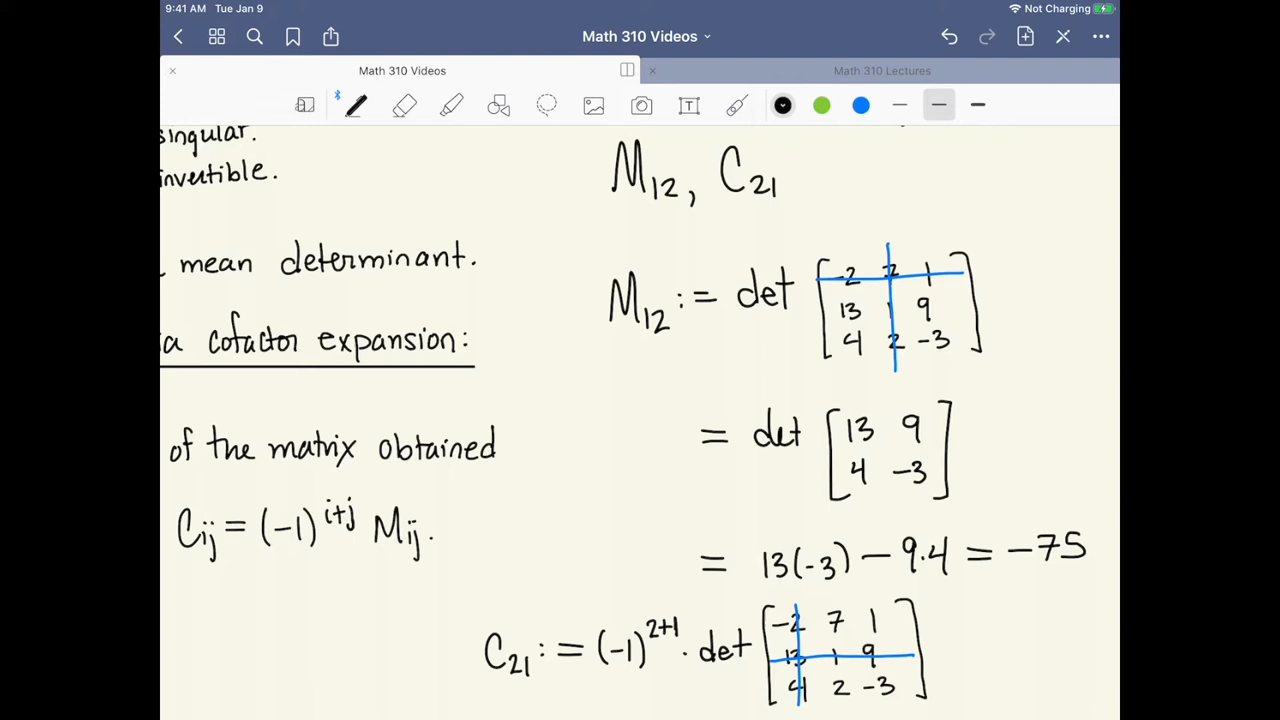 9:41 AM Tue Jan 9
Not Charging
Math 310 Videos
Math 310 Videos
Math 310 Lectures
singular.
invertible.
mean determinant.
a cofactor expansion:
of the matrix obtained
Cij = (-1)^{i+j} Mij.
M₁₂, C₂₁
M₁₂ := det [ -2 7 1
13 1 9
4 2 -3 ]
= det [ 13 9
4 -3 ]
= 13(-3) - 9·4 = -75
C₂₁ := (-1)^{2+1} · det [ -2 7 1
13 1 9
4 2 -3 ]